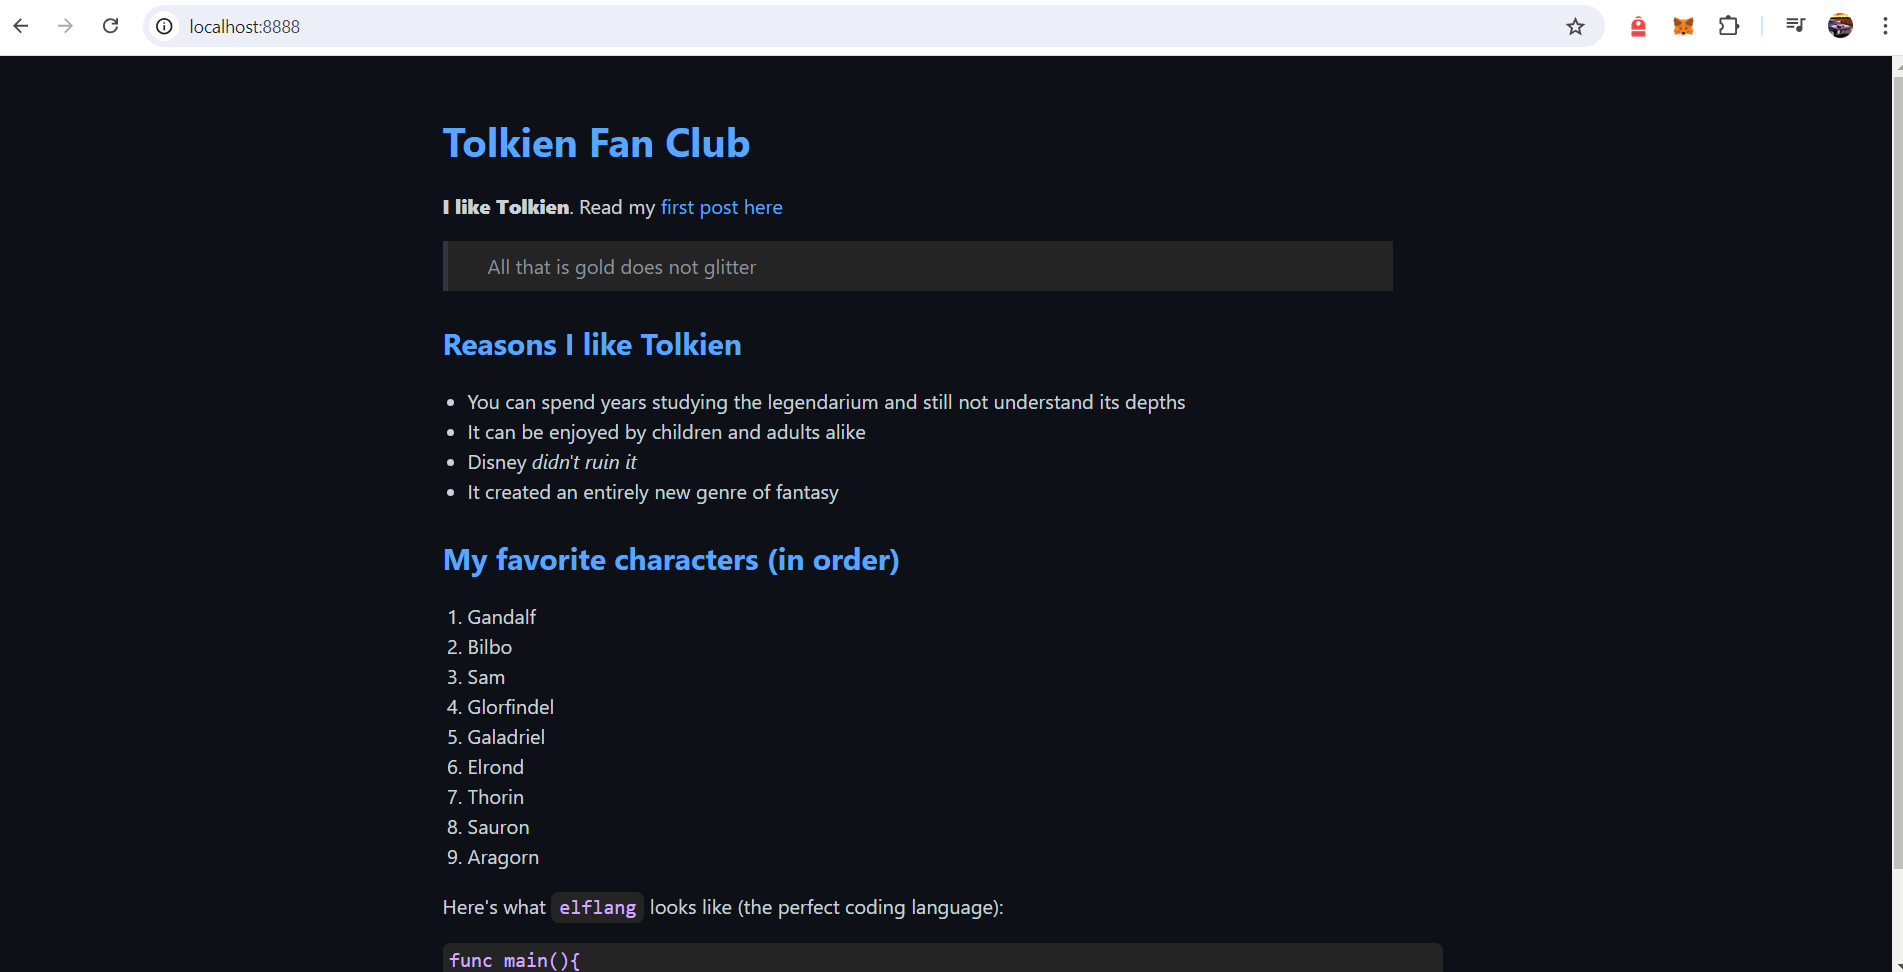 localhost:8888
Tolkien Fan Club
I like Tolkien. Read my first post here
All that is gold does not glitter
Reasons I like Tolkien
• You can spend years studying the legendarium and still not understand its depths
• It can be enjoyed by children and adults alike
• Disney didn't ruin it
• It created an entirely new genre of fantasy
My favorite characters (in order)
1. Gandalf
2. Bilbo
3. Sam
4. Glorfindel
5. Galadriel
6. Elrond
7. Thorin
8. Sauron
9. Aragorn
Here's what elflang looks like (the perfect coding language):
func main(){